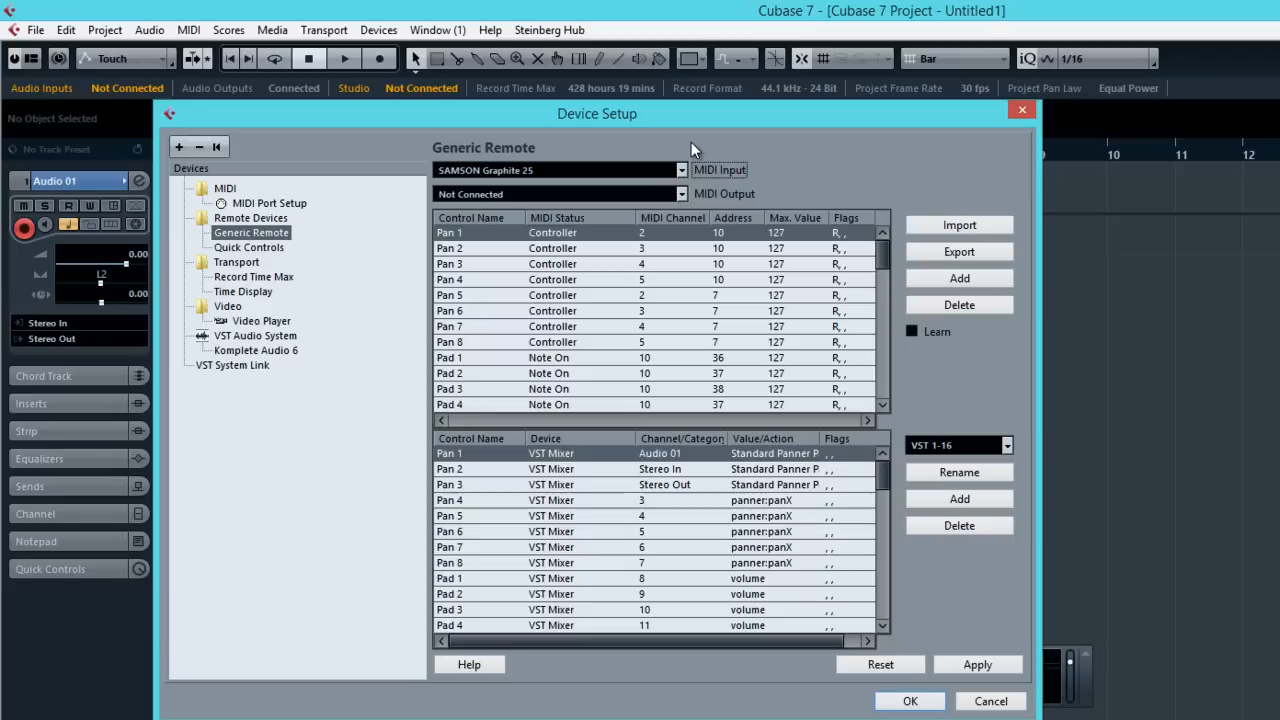 Cubase 7 - [Cubase 7 Project - Untitled1]
File Edit Project Audio MIDI Scores Media Transport Devices Window (1) Help Steinberg Hub
Touch Bar iQ 1/16
Audio Inputs Not Connected Audio Outputs Connected Studio Not Connected Record Time Max 428 hours 19 mins Record Format 44.1 kHz - 24 Bit Project Frame Rate 30 fps Project Pan Law Equal Power
No Object Selected
No Track Preset
1 Audio 01
M S R W
0.00
L2
0.00
Stereo In
Stereo Out
Chord Track
Inserts
Strip
Equalizers
Sends
Channel
Notepad
Quick Controls
9 10 11 12
Device Setup
+ −
Devices
MIDI
MIDI Port Setup
Remote Devices
Generic Remote
Quick Controls
Transport
Record Time Max
Time Display
Video
Video Player
VST Audio System
Komplete Audio 6
VST System Link
Generic Remote
SAMSON Graphite 25 MIDI Input
Not Connected MIDI Output
Control Name MIDI Status MIDI Channel Address Max. Value Flags
Pan 1 Controller 2 10 127 R, ,
Pan 2 Controller 3 10 127 R, ,
Pan 3 Controller 4 10 127 R, ,
Pan 4 Controller 5 10 127 R, ,
Pan 5 Controller 2 7 127 R, ,
Pan 6 Controller 3 7 127 R, ,
Pan 7 Controller 4 7 127 R, ,
Pan 8 Controller 5 7 127 R, ,
Pad 1 Note On 10 36 127 R, ,
Pad 2 Note On 10 37 127 R, ,
Pad 3 Note On 10 38 127 R, ,
Pad 4 Note On 10 37 127 R, ,
Import
Export
Add
Delete
Learn
Control Name Device Channel/Category Value/Action Flags
Pan 1 VST Mixer Audio 01 Standard Panner P , ,
Pan 2 VST Mixer Stereo In Standard Panner P , ,
Pan 3 VST Mixer Stereo Out Standard Panner P , ,
Pan 4 VST Mixer 3 panner:panX , ,
Pan 5 VST Mixer 4 panner:panX , ,
Pan 6 VST Mixer 5 panner:panX , ,
Pan 7 VST Mixer 6 panner:panX , ,
Pan 8 VST Mixer 7 panner:panX , ,
Pad 1 VST Mixer 8 volume , ,
Pad 2 VST Mixer 9 volume , ,
Pad 3 VST Mixer 10 volume , ,
Pad 4 VST Mixer 11 volume , ,
VST 1-16
Rename
Add
Delete
Help Reset Apply
OK Cancel